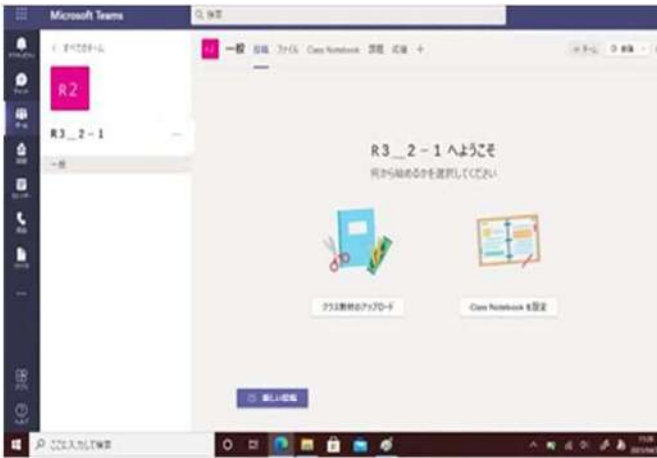 Microsoft Teams
検索
< すべてのチーム
R2
R3__2-1
一般
一般 投稿 ファイル Class Notebook 課題 成績 +
R3__2-1 へようこそ
何から始めるかを選択してください
クラス教材のアップロード
Class Notebook を設定
新しい投稿
ここに入力して検索